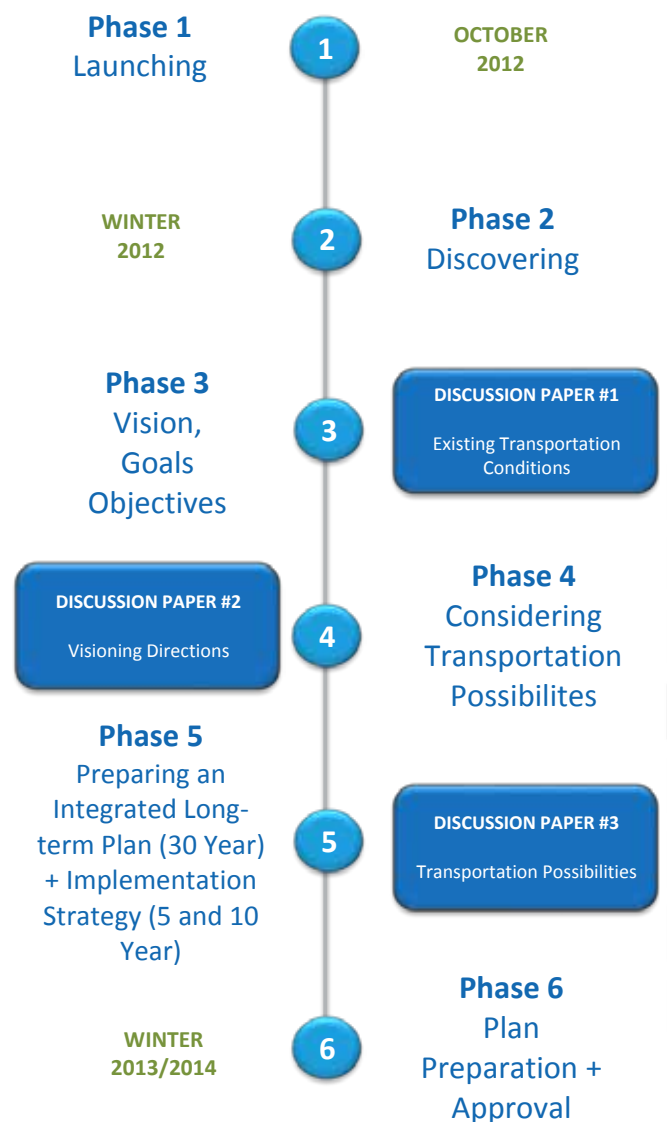 Phase 1
Launching
1
OCTOBER
2012
WINTER
2012
2
Phase 2
Discovering
Phase 3
Vision,
Goals
Objectives
3
DISCUSSION PAPER #1
Existing Transportation
Conditions
DISCUSSION PAPER #2
Visioning Directions
4
Phase 4
Considering
Transportation
Possibilites
Phase 5
Preparing an
Integrated Long-
term Plan (30 Year)
+ Implementation
Strategy (5 and 10
Year)
5
DISCUSSION PAPER #3
Transportation Possibilities
WINTER
2013/2014
6
Phase 6
Plan
Preparation +
Approval